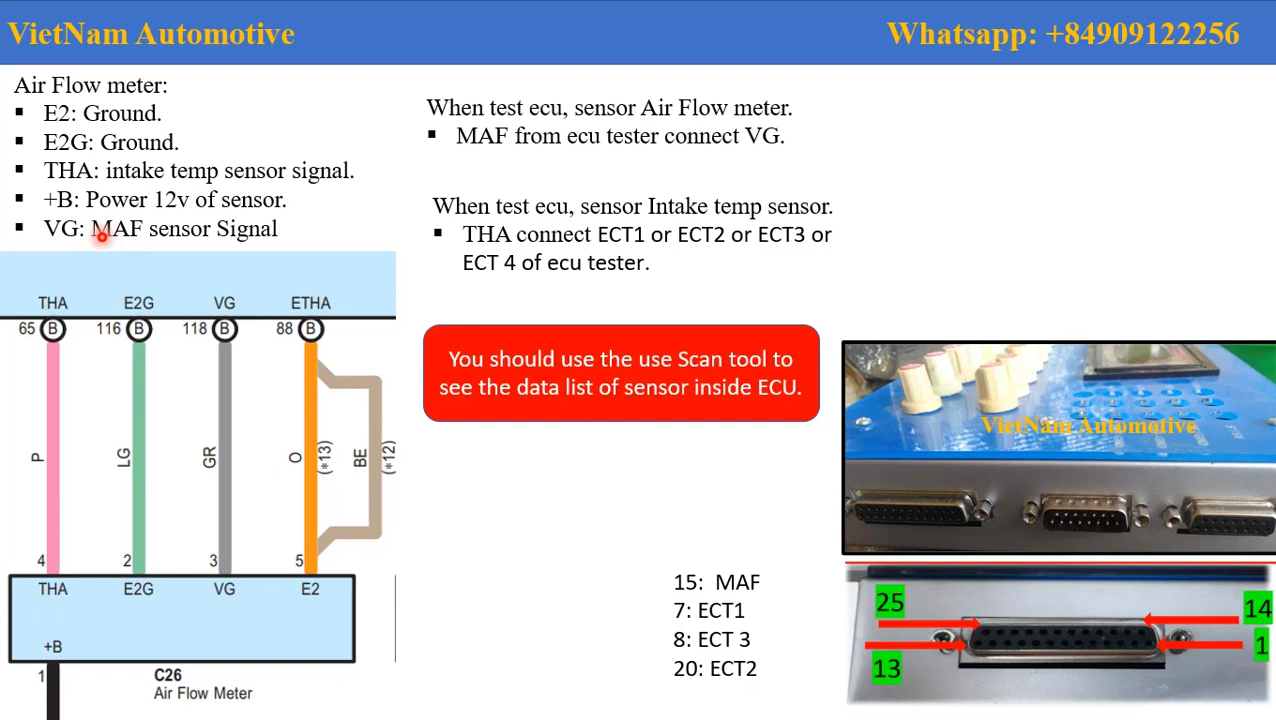 VietNam Automotive
Whatsapp: +84909122256
Air Flow meter:
▪ E2: Ground.
▪ E2G: Ground.
▪ THA: intake temp sensor signal.
▪ +B: Power 12v of sensor.
▪ VG: MAF sensor Signal
When test ecu, sensor Air Flow meter.
▪ MAF from ecu tester connect VG.
When test ecu, sensor Intake temp sensor.
▪ THA connect ECT1 or ECT2 or ECT3 or
ECT 4 of ecu tester.
You should use the use Scan tool to
see the data list of sensor inside ECU.
THA E2G VG ETHA
65 B 116 B 118 B 88 B
P LG GR O (*13) BE (*12)
4 2 3 5
THA E2G VG E2
+B
1
C26
Air Flow Meter
VietNam Automotive
15: MAF
7: ECT1
8: ECT 3
20: ECT2
25
14
13
1